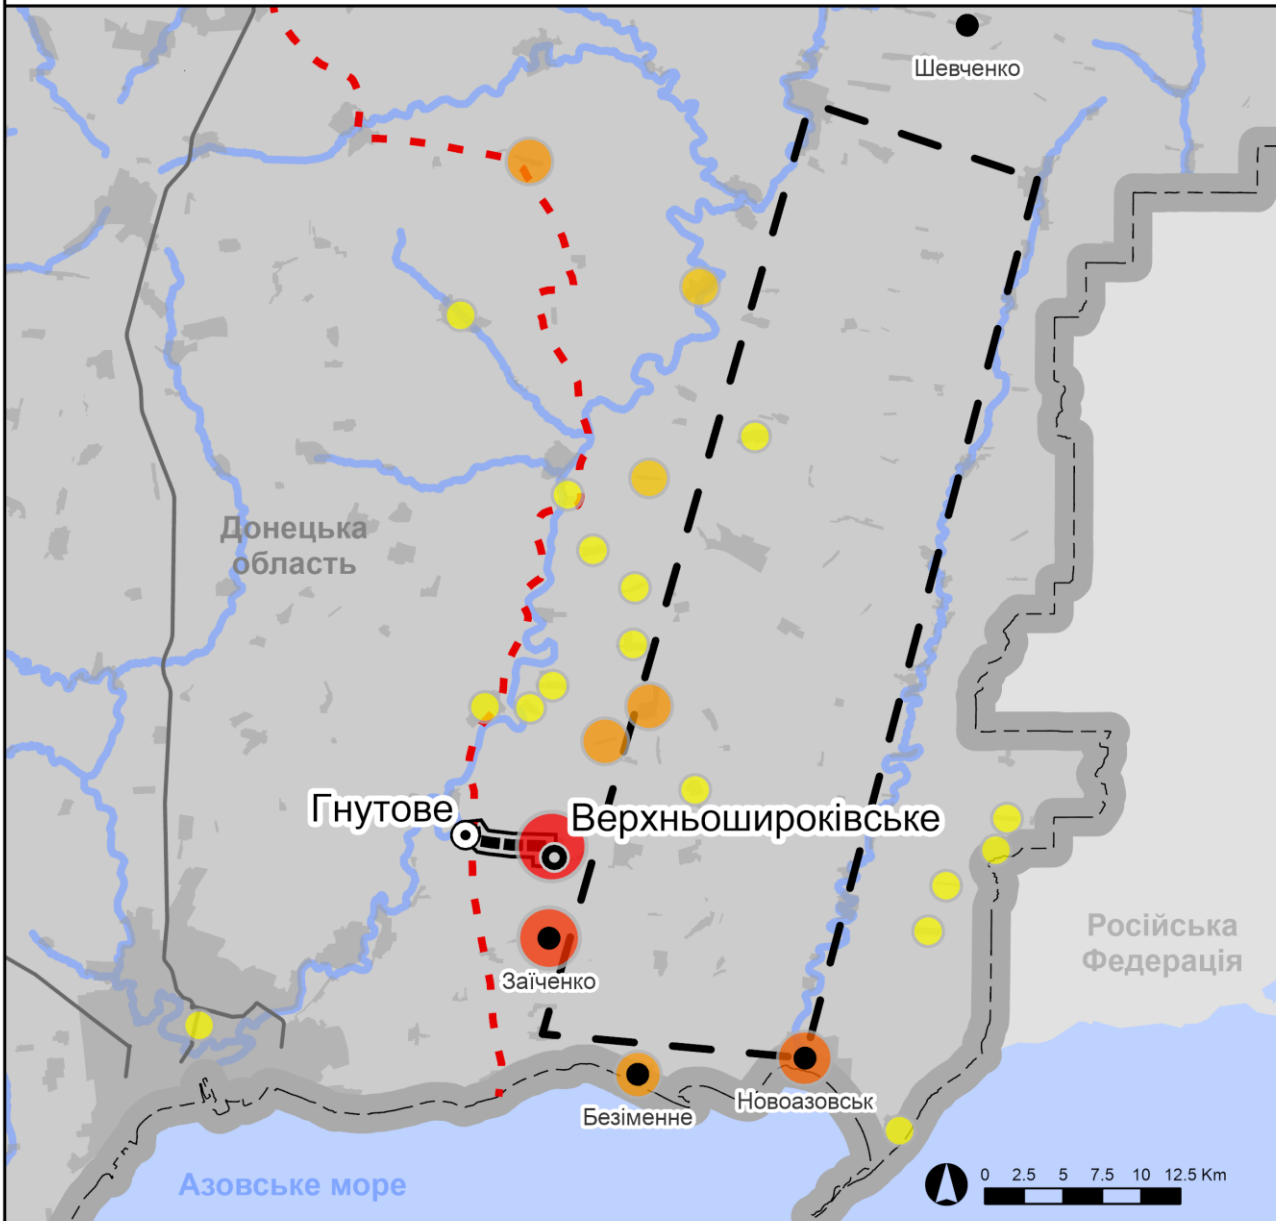 Шевченко
Донецька
область
Гнутове
Верхньошироківське
Російська
Федерація
Заїченко
Безіменне
Новоазовськ
Азовське море
0 2.5 5 7.5 10 12.5 Km